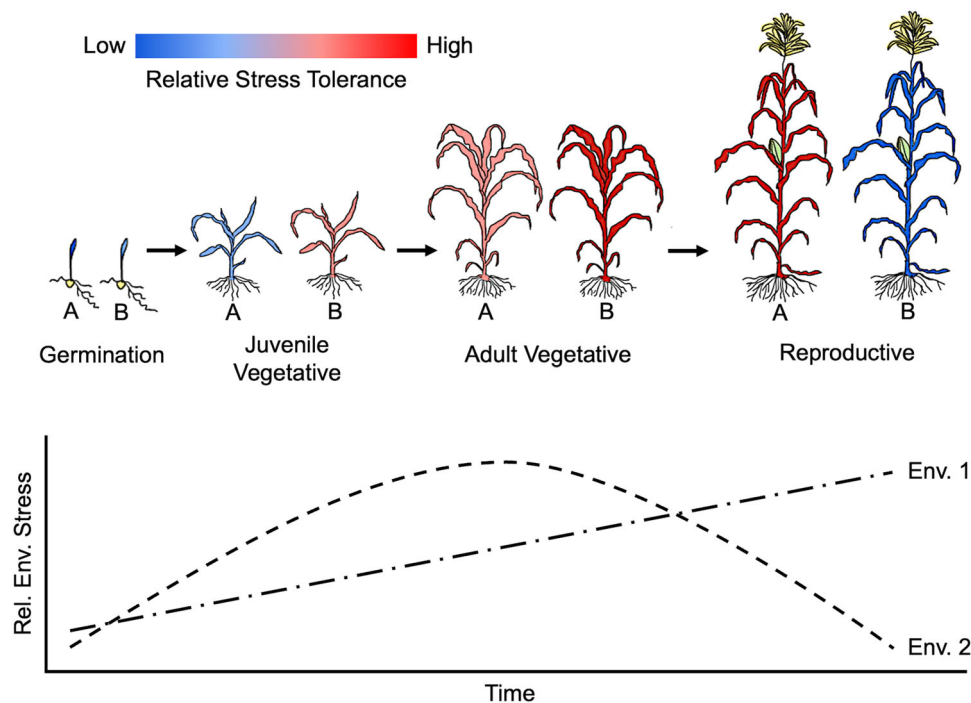 Low
High
Relative Stress Tolerance
A
B
A
B
A
B
A
B
Germination
Juvenile
Vegetative
Adult Vegetative
Reproductive
Rel. Env. Stress
Env. 1
Env. 2
Time